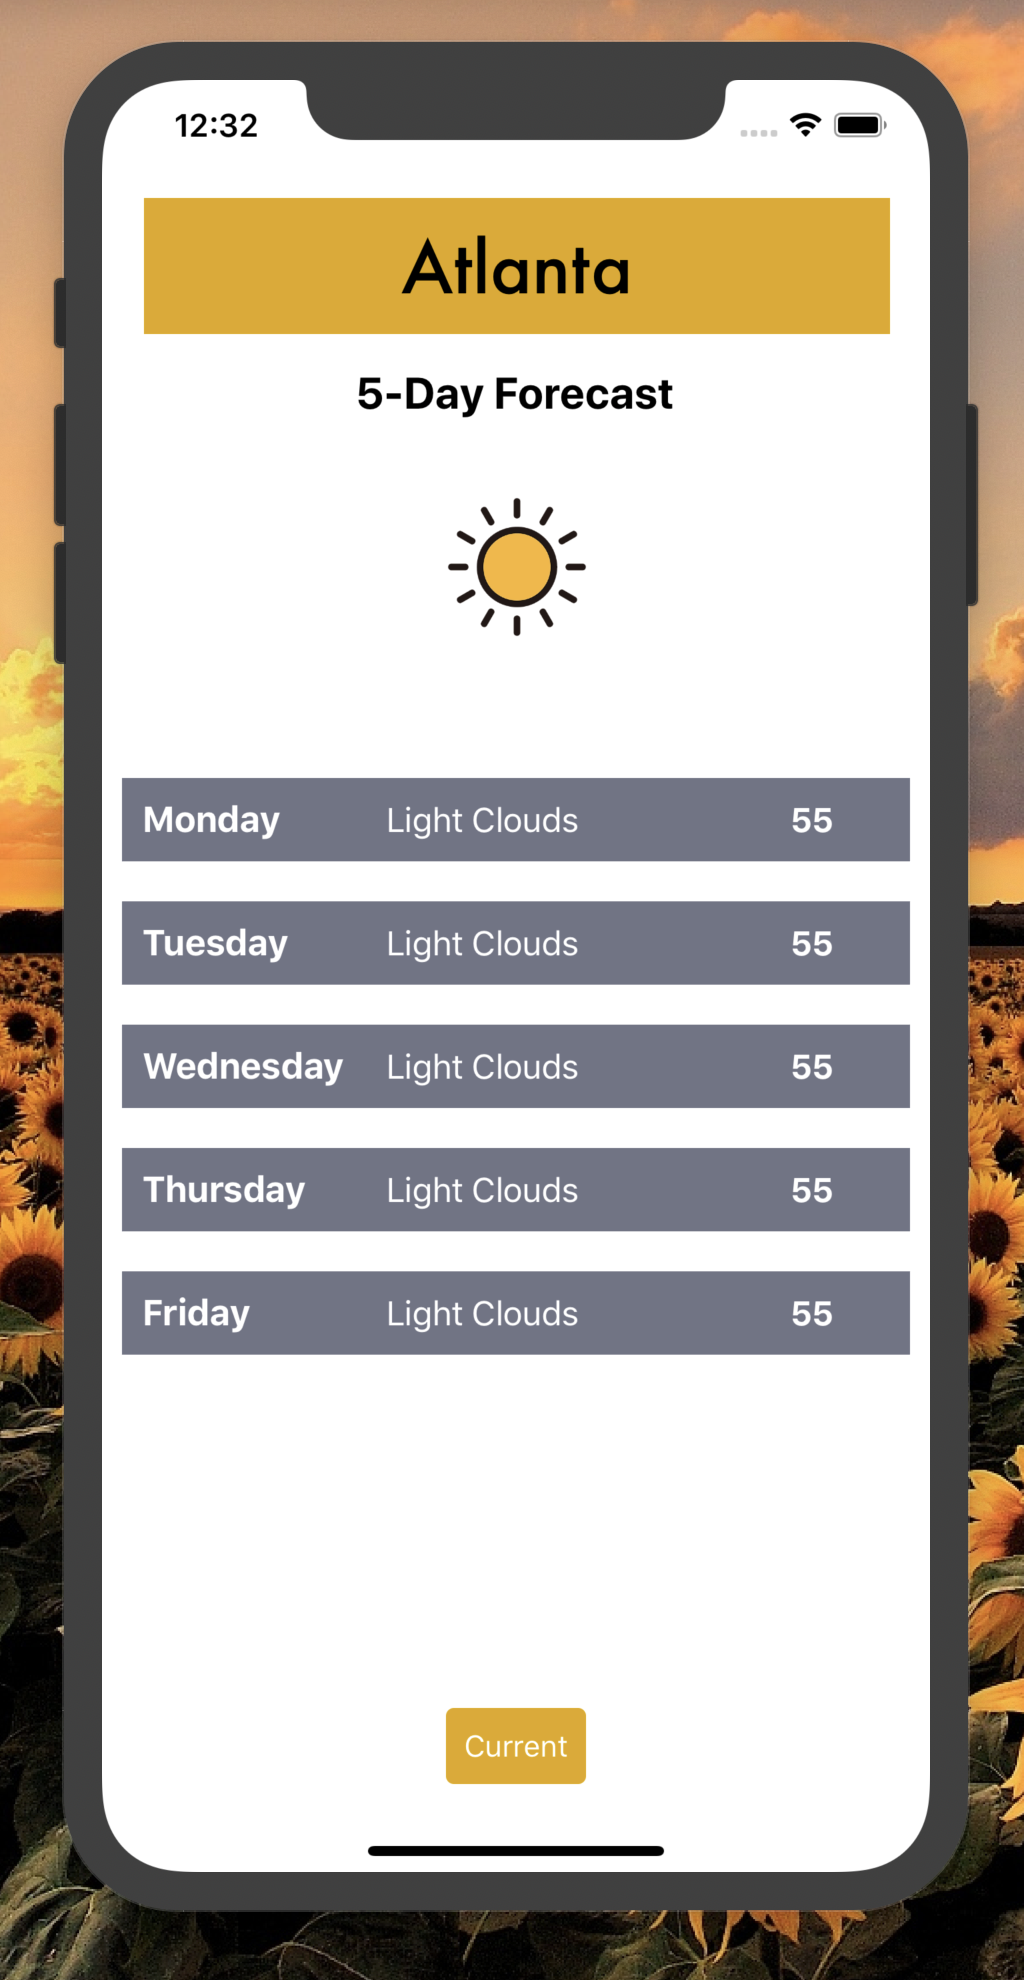 12:32
Atlanta
5-Day Forecast
Monday Light Clouds 55
Tuesday Light Clouds 55
Wednesday Light Clouds 55
Thursday Light Clouds 55
Friday Light Clouds 55
Current